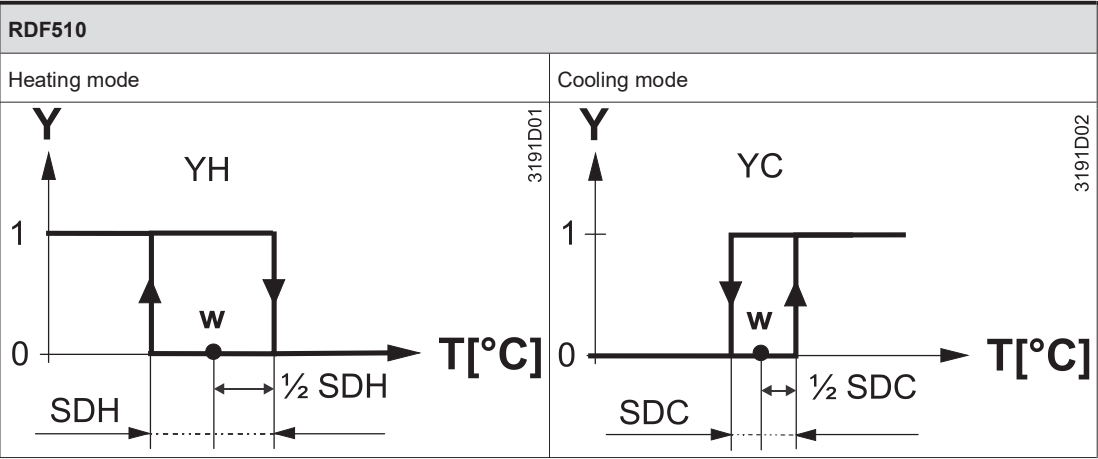 RDF510
Heating mode
Cooling mode
Y
YH
3191D01
1
w
0
T[°C]
½ SDH
SDH
Y
YC
3191D02
1
w
0
T[°C]
½ SDC
SDC